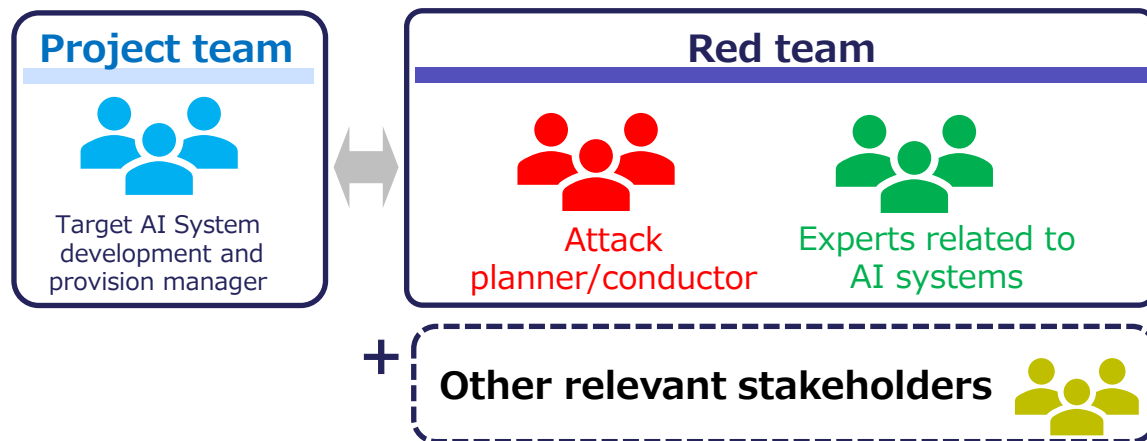 Project team
Target AI System
development and
provision manager
Red team
Attack
planner/conductor
Experts related to
AI systems
+
Other relevant stakeholders